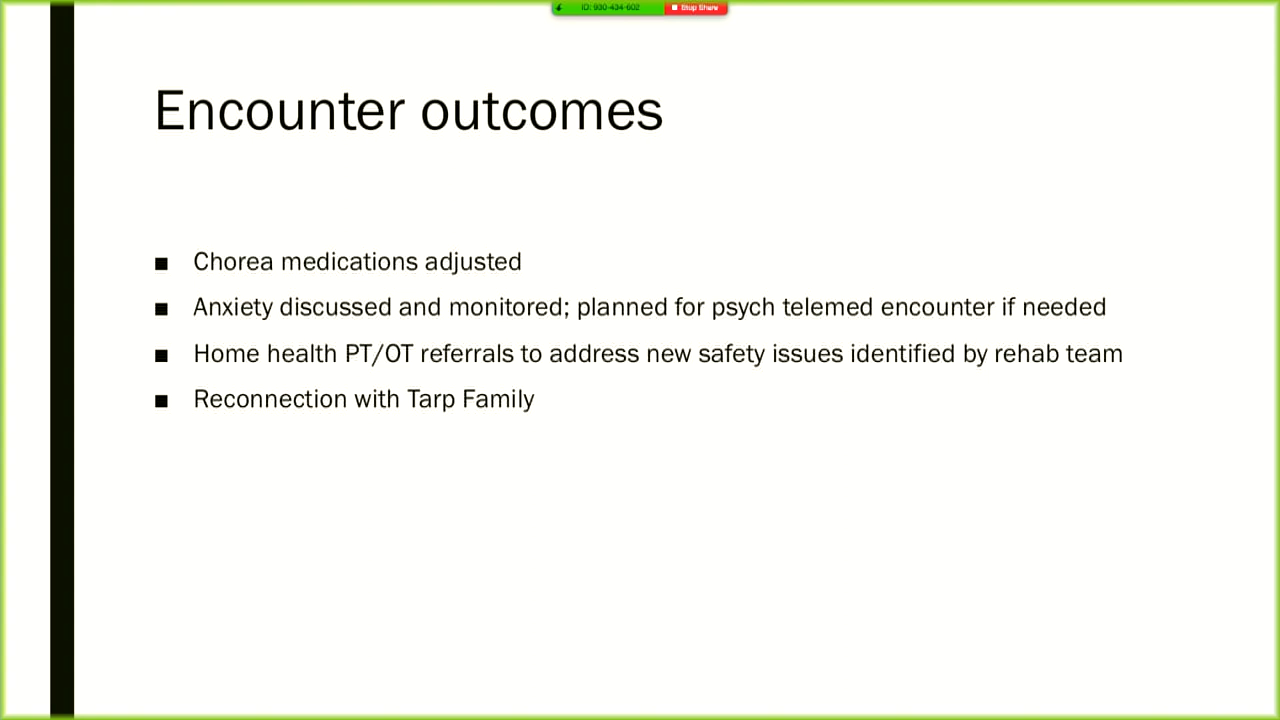 ID: 930-434-602
Stop Share
Encounter outcomes
■ Chorea medications adjusted
■ Anxiety discussed and monitored; planned for psych telemed encounter if needed
■ Home health PT/OT referrals to address new safety issues identified by rehab team
■ Reconnection with Tarp Family